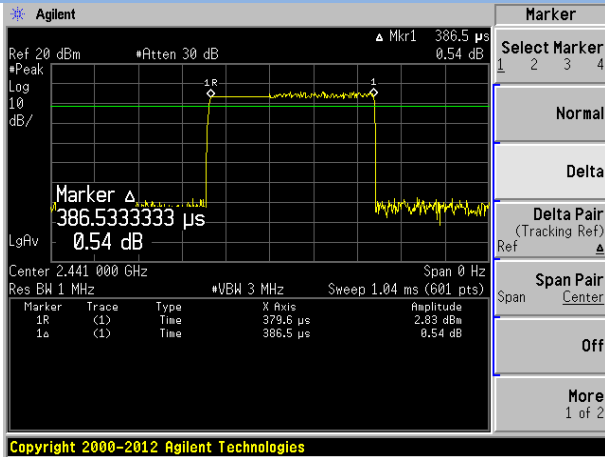 Agilent
Marker
Δ Mkr1 386.5 µs
Ref 20 dBm #Atten 30 dB 0.54 dB
#Peak
Log
10
dB/
1R
1
Marker Δ
386.5333333 µs
0.54 dB
LgAv
Center 2.441 000 GHz Span 0 Hz
Res BW 1 MHz #VBW 3 MHz Sweep 1.04 ms (601 pts)
Marker Trace Type X Axis Amplitude
1R (1) Time 379.6 µs 2.83 dBm
1Δ (1) Time 386.5 µs 0.54 dB
Select Marker
1 2 3 4
Normal
Delta
Delta Pair
(Tracking Ref)
Ref Δ
Span Pair
Span Center
Off
More
1 of 2
Copyright 2000-2012 Agilent Technologies